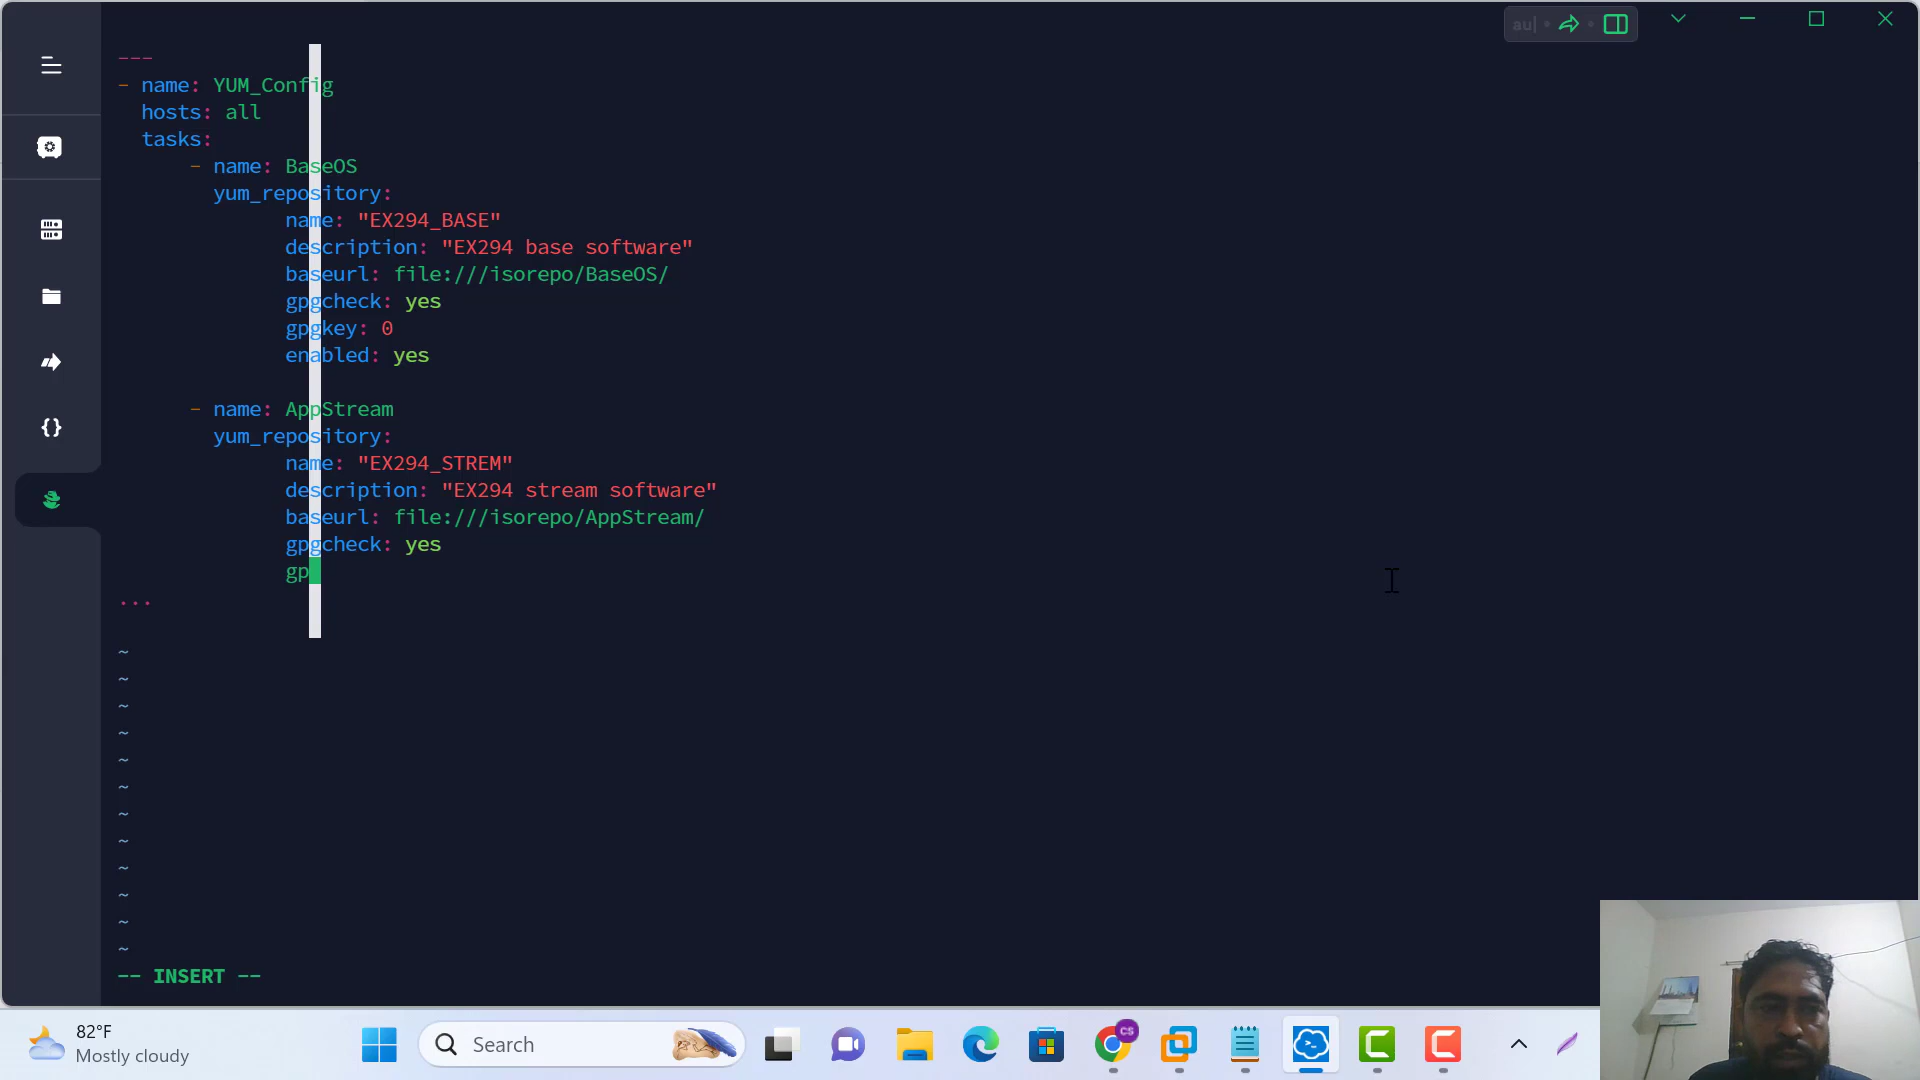 au|
---
- name: YUM_Config
hosts: all
tasks:
- name: BaseOS
yum_repository:
name: "EX294_BASE"
description: "EX294 base software"
baseurl: file:///isorepo/BaseOS/
gpgcheck: yes
gpgkey: 0
enabled: yes
- name: AppStream
yum_repository:
name: "EX294_STREM"
description: "EX294 stream software"
baseurl: file:///isorepo/AppStream/
gpgcheck: yes
gp
...
~
~
~
~
~
~
~
~
~
~
~
~
-- INSERT --
82°F
Mostly cloudy
Search
CS